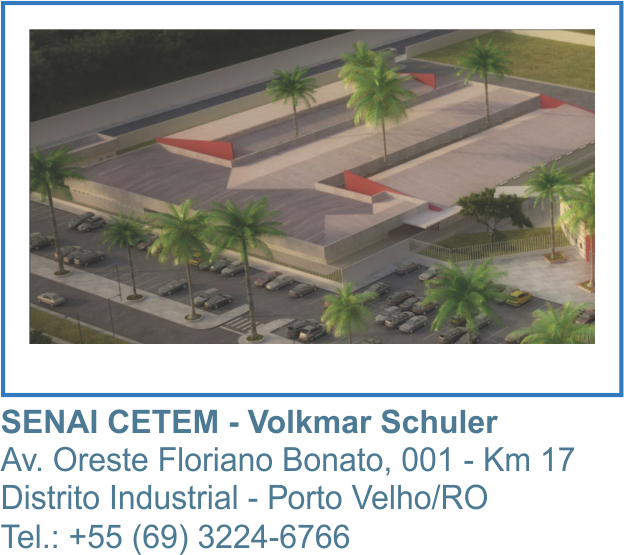 SENAI CETEM - Volkmar Schuler
Av. Oreste Floriano Bonato, 001 - Km 17
Distrito Industrial - Porto Velho/RO
Tel.: +55 (69) 3224-6766